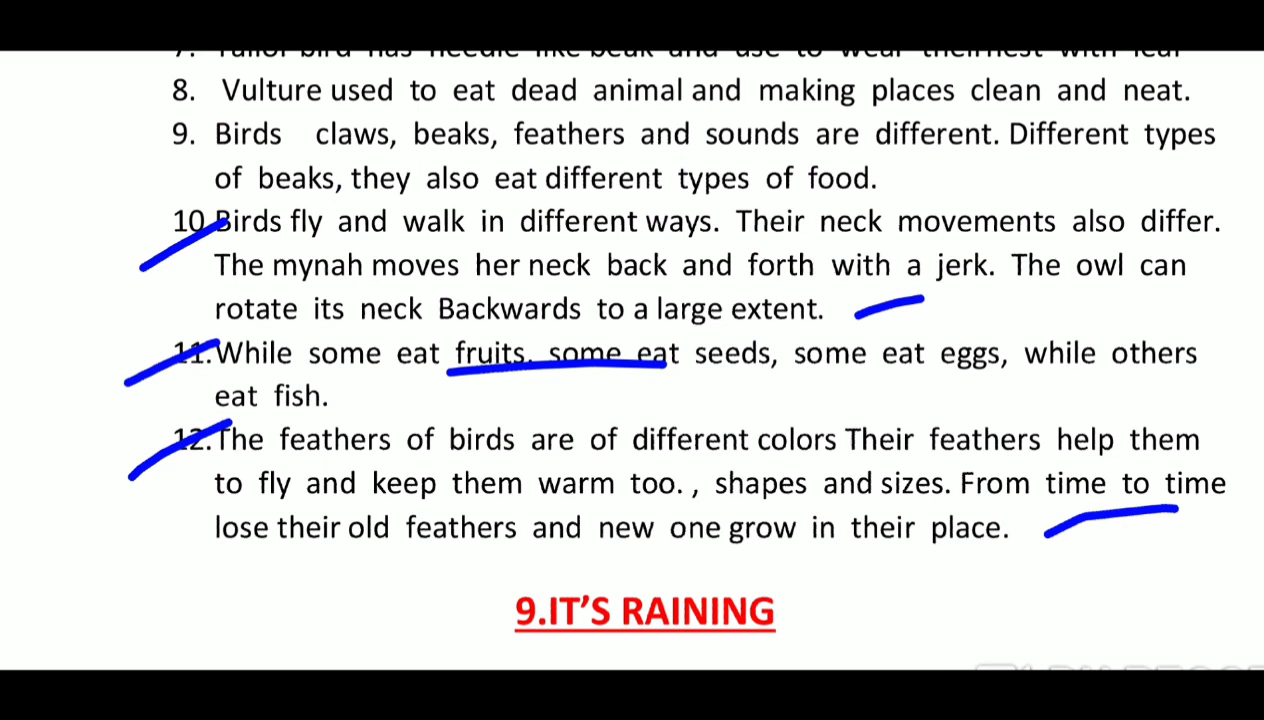 8. Vulture used to eat dead animal and making places clean and neat.
9. Birds claws, beaks, feathers and sounds are different. Different types
of beaks, they also eat different types of food.
10.Birds fly and walk in different ways. Their neck movements also differ.
The mynah moves her neck back and forth with a jerk. The owl can
rotate its neck Backwards to a large extent.
11.While some eat fruits, some eat seeds, some eat eggs, while others
eat fish.
12.The feathers of birds are of different colors Their feathers help them
to fly and keep them warm too. , shapes and sizes. From time to time
lose their old feathers and new one grow in their place.
9.IT'S RAINING